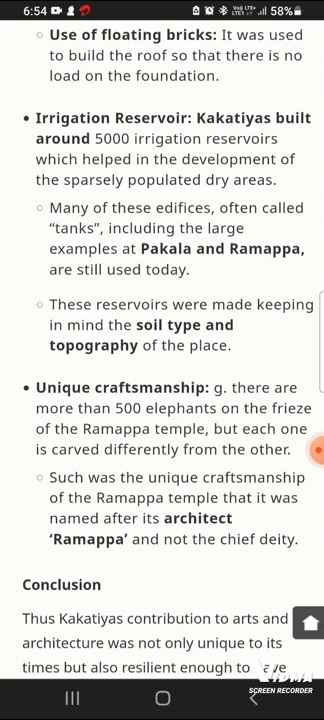 6:54
Vo) LTE+
LTE1
58%
Use of floating bricks: It was used
to build the roof so that there is no
load on the foundation.
Irrigation Reservoir: Kakatiyas built
around 5000 irrigation reservoirs
which helped in the development of
the sparsely populated dry areas.
Many of these edifices, often called
“tanks”, including the large
examples at Pakala and Ramappa,
are still used today.
These reservoirs were made keeping
in mind the soil type and
topography of the place.
Unique craftsmanship: g. there are
more than 500 elephants on the frieze
of the Ramappa temple, but each one
is carved differently from the other.
Such was the unique craftsmanship
of the Ramappa temple that it was
named after its architect
‘Ramappa’ and not the chief deity.
Conclusion
Thus Kakatiyas contribution to arts and
architecture was not only unique to its
times but also resilient enough to
VIDMA
SCREEN RECORDER